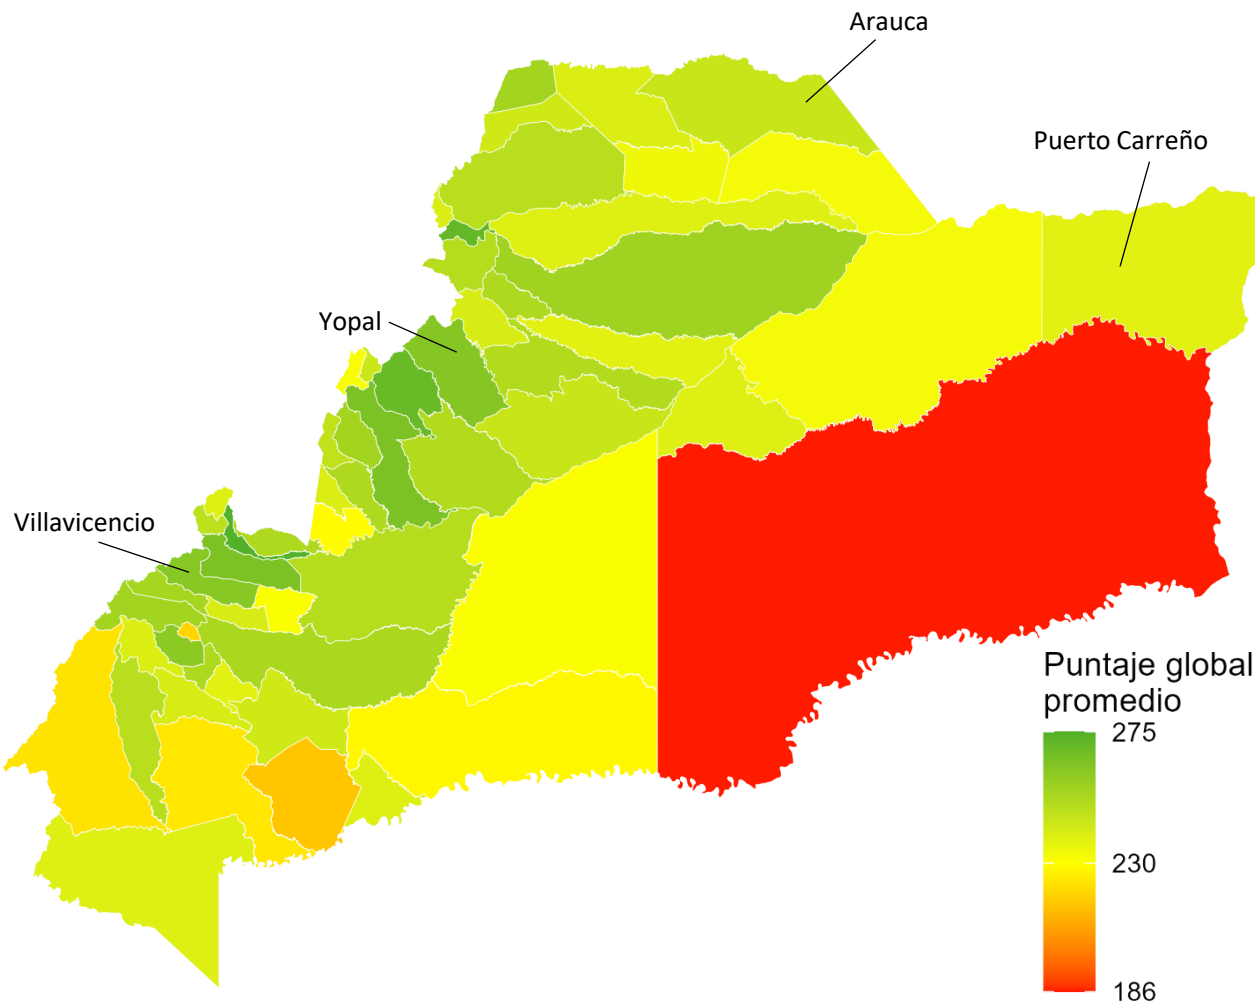 Arauca
Puerto Carreño
Yopal
Villavicencio
Puntaje global
promedio
275
230
186